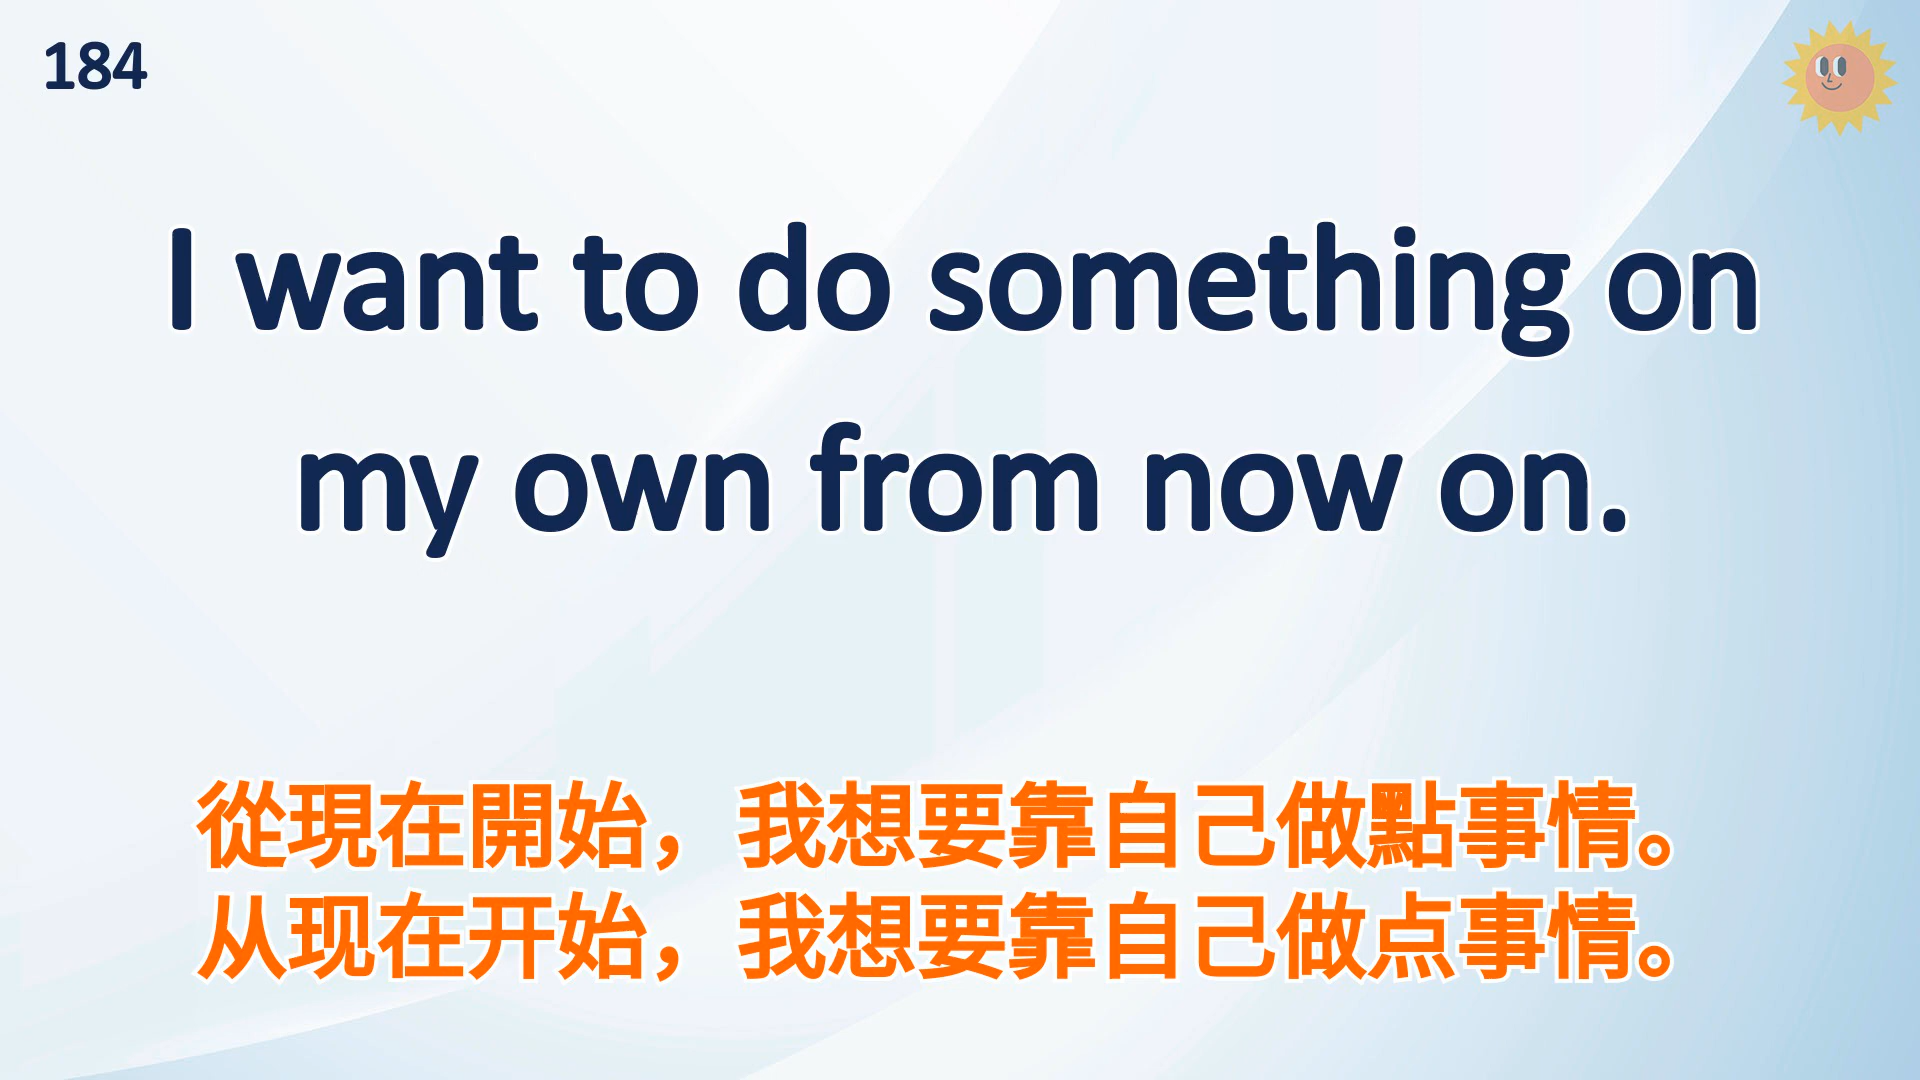 184
I want to do something on
my own from now on.
從現在開始，我想要靠自己做點事情。
从现在开始，我想要靠自己做点事情。